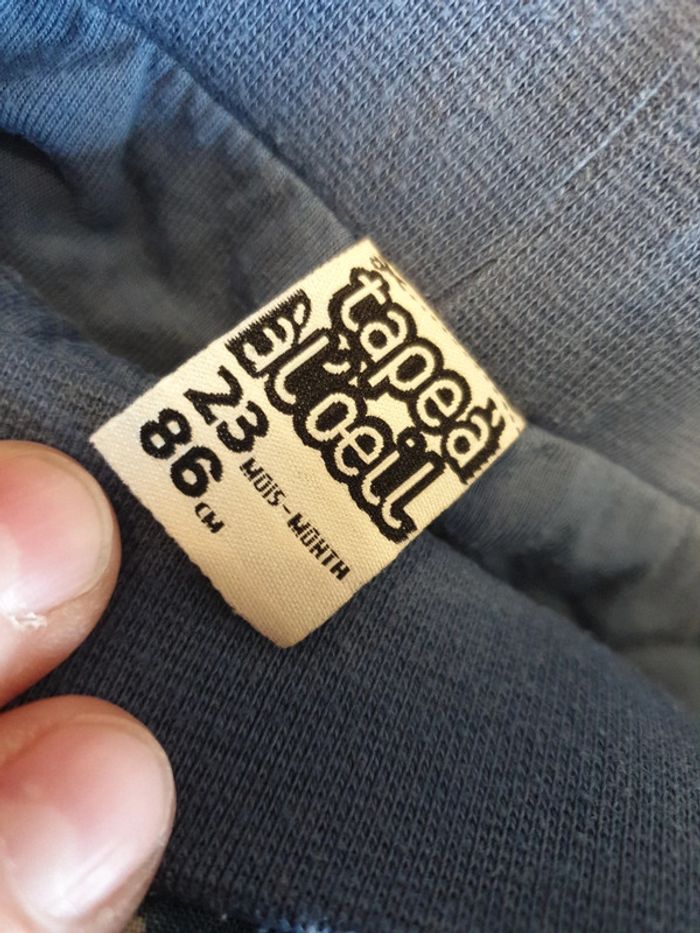 tape à
l'oeil
23 MOIS-MONTH
86 CM